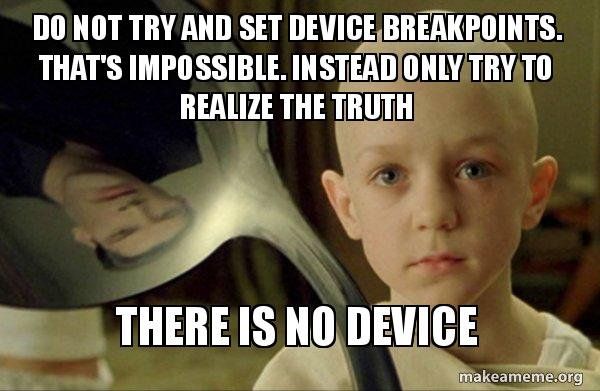 DO NOT TRY AND SET DEVICE BREAKPOINTS.
THAT'S IMPOSSIBLE. INSTEAD ONLY TRY TO
REALIZE THE TRUTH
THERE IS NO DEVICE
makeameme.org